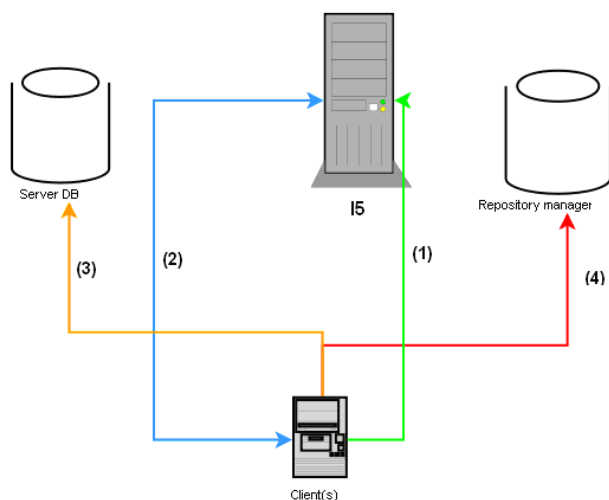 Server DB
I5
Repository manager
(3)
(2)
(1)
(4)
Client(s)